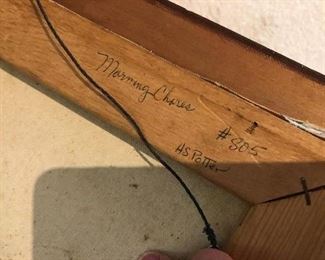 Morning Chores
#805
HS Potter